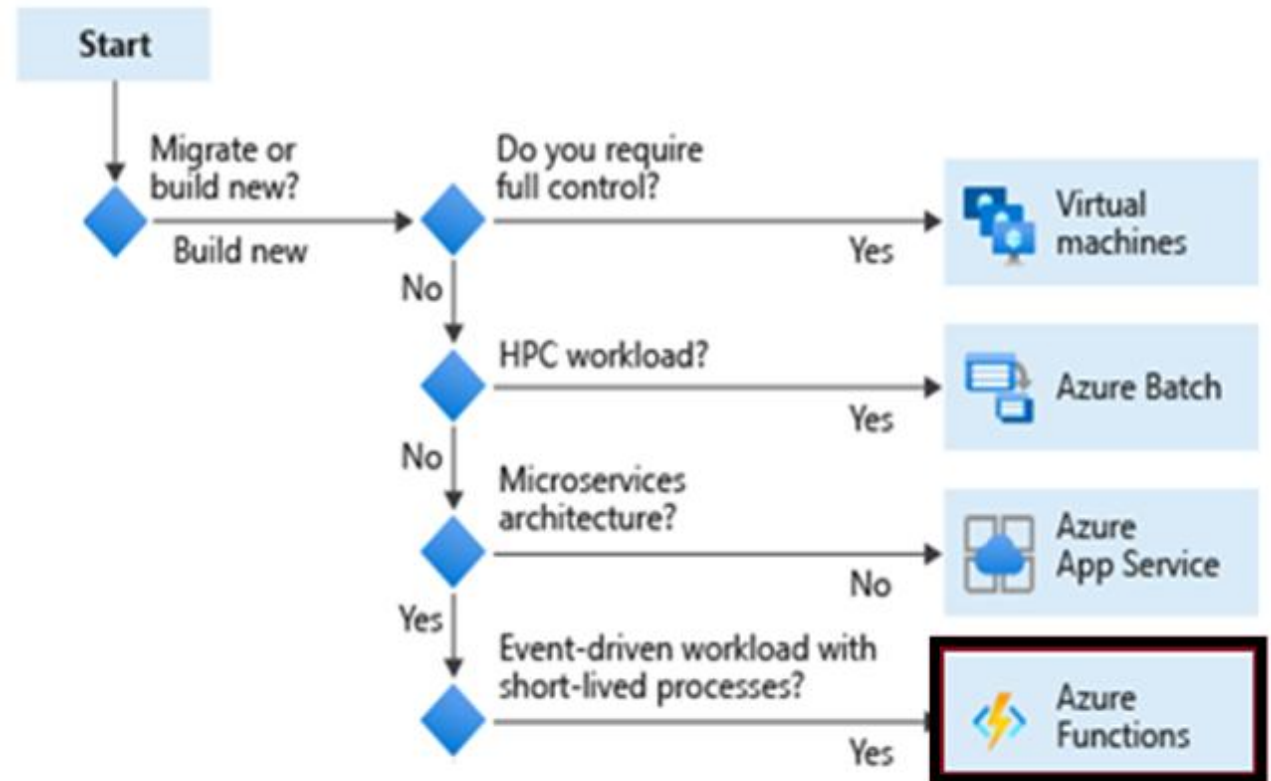 Start
Migrate or
build new?
Build new
Do you require
full control?
Yes
Virtual
machines
No
HPC workload?
Yes
Azure Batch
No
Microservices
architecture?
No
Azure
App Service
Yes
Event-driven workload with
short-lived processes?
Yes
Azure
Functions